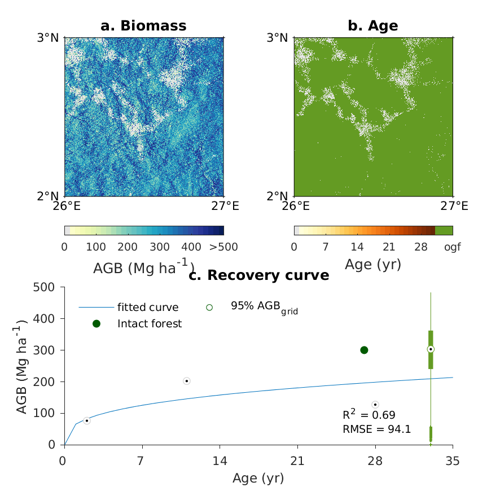 a. Biomass
b. Age
3°N
3°N
2°N
2°N
26°E 27°E
26°E 27°E
0 100 200 300 400 >500
0 7 14 21 28 ogf
AGB (Mg ha⁻¹)
Age (yr)
c. Recovery curve
500
400
300
200
100
0
AGB (Mg ha⁻¹)
fitted curve
95% AGB_grid
Intact forest
R² = 0.69
RMSE = 94.1
0 7 14 21 28 35
Age (yr)